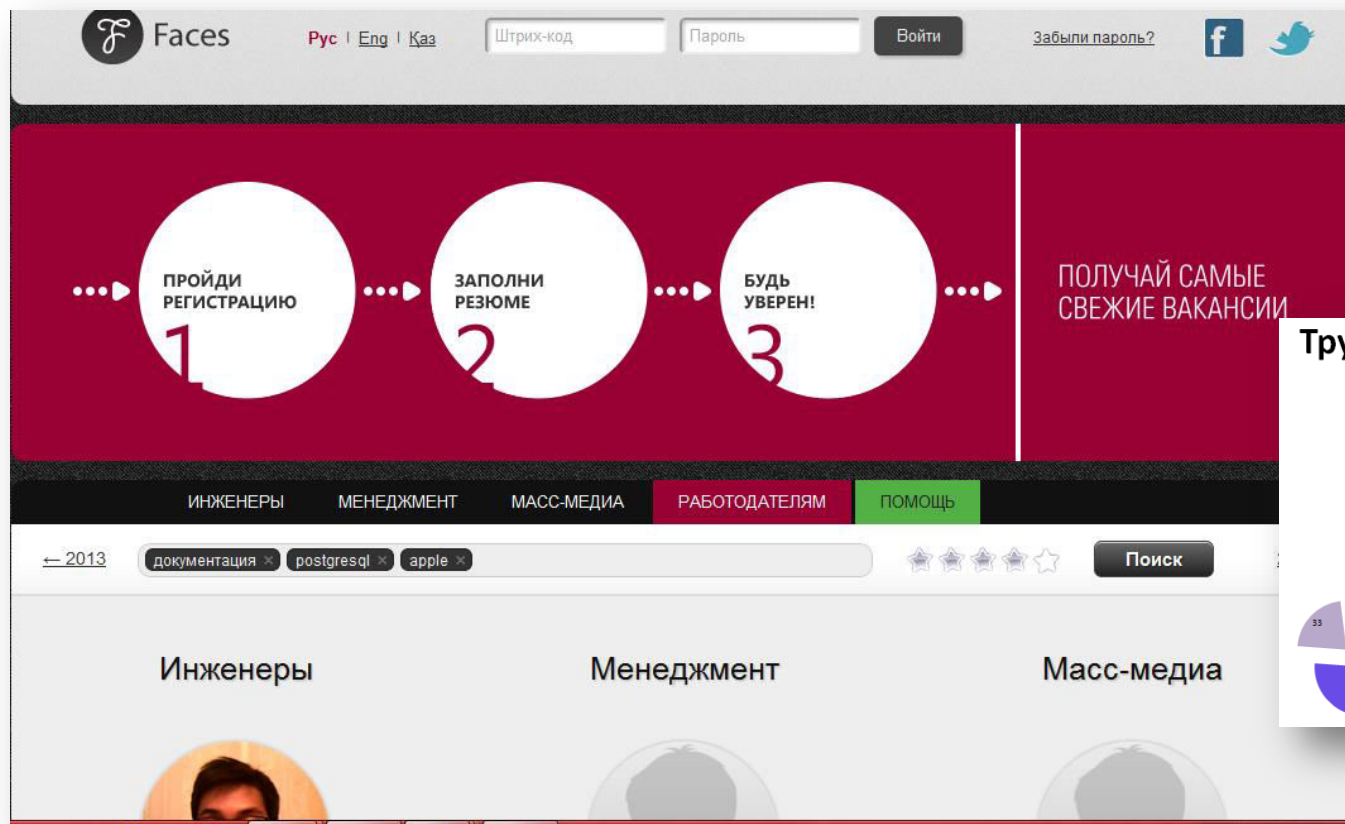 Faces
Рус | Eng | Қаз
Штрих-код
Пароль
Войти
Забыли пароль?
ПРОЙДИ
РЕГИСТРАЦИЮ
1
ЗАПОЛНИ
РЕЗЮМЕ
2
БУДЬ
УВЕРЕН!
3
ПОЛУЧАЙ САМЫЕ
СВЕЖИЕ ВАКАНСИИ
ИНЖЕНЕРЫ МЕНЕДЖМЕНТ МАСС-МЕДИА РАБОТОДАТЕЛЯМ ПОМОЩЬ
← 2013 документация × postgresql × apple × Поиск
33
Инженеры Менеджмент Масс-медиа